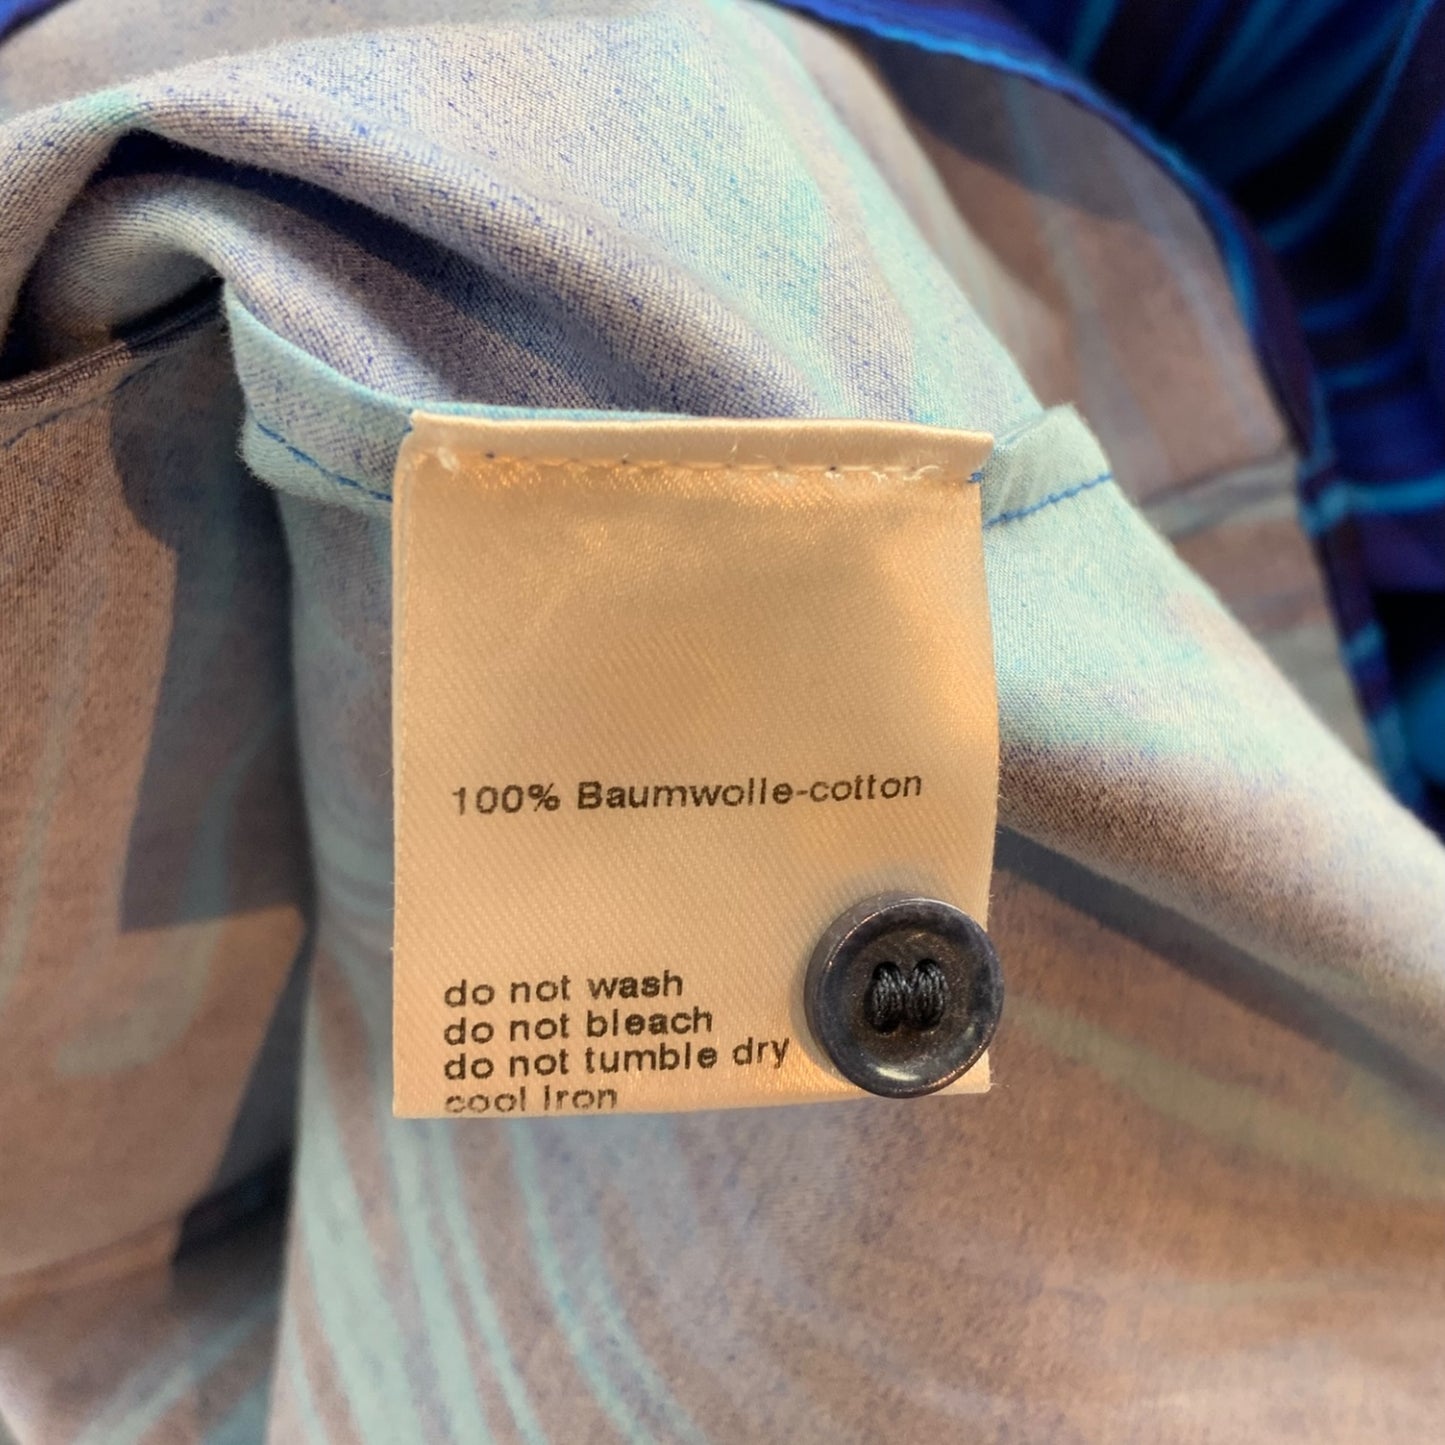 100% Baumwolle-cotton
do not wash
do not bleach
do not tumble dry
cool Iron